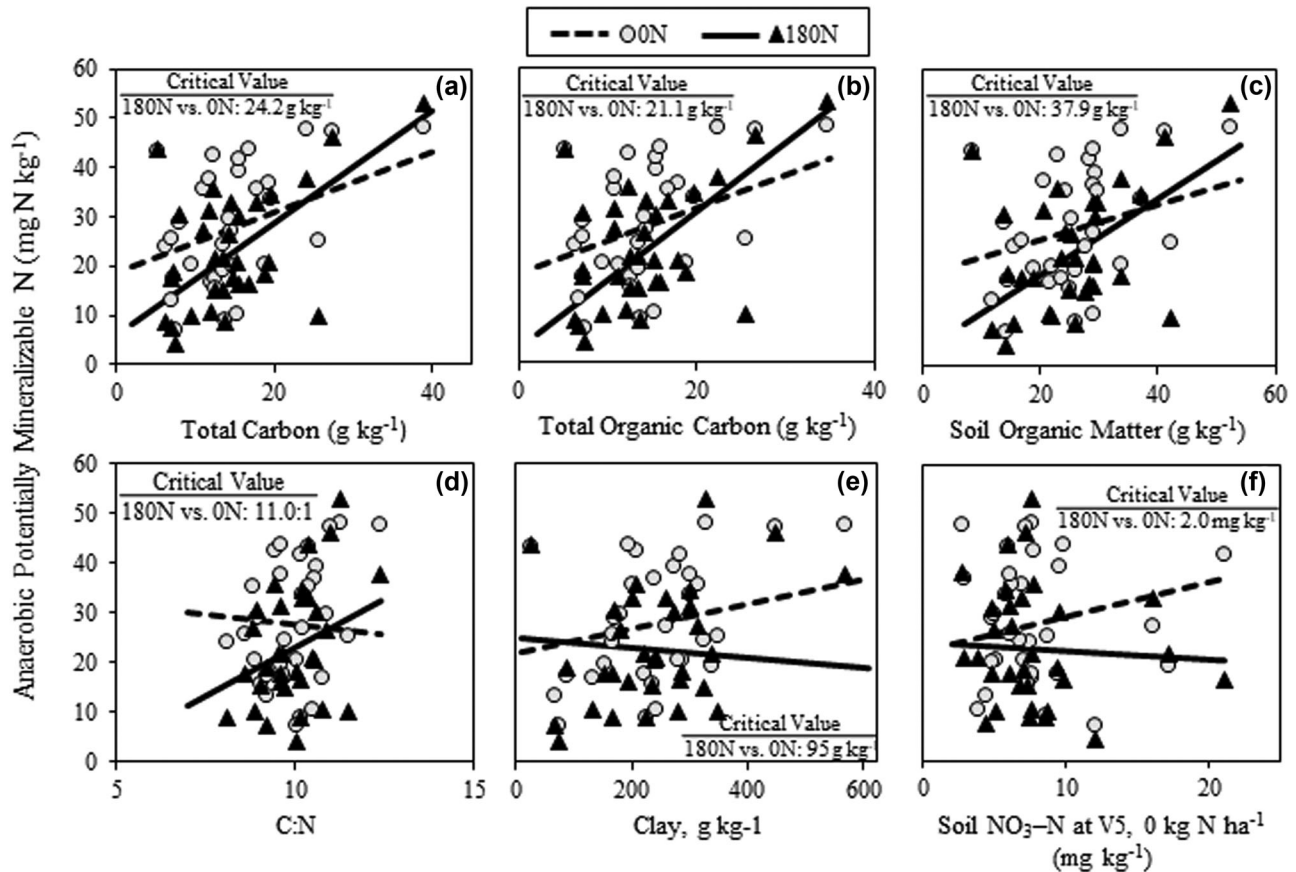 0N 180N
Anaerobic Potentially Mineralizable N (mg N kg⁻¹)
60
50
40
30
20
10
0
Critical Value
180N vs. 0N: 24.2 g kg⁻¹
(a)
0 20 40
Total Carbon (g kg⁻¹)
Critical Value
180N vs. 0N: 21.1 g kg⁻¹
(b)
0 20 40
Total Organic Carbon (g kg⁻¹)
Critical Value
180N vs. 0N: 37.9 g kg⁻¹
(c)
0 20 40 60
Soil Organic Matter (g kg⁻¹)
60
50
40
30
20
10
0
Critical Value
180N vs. 0N: 11.0:1
(d)
5 10 15
C:N
(e)
Critical Value
180N vs. 0N: 95 g kg⁻¹
0 200 400 600
Clay, g kg-1
(f)
Critical Value
180N vs. 0N: 2.0 mg kg⁻¹
0 10 20
Soil NO₃–N at V5, 0 kg N ha⁻¹
(mg kg⁻¹)